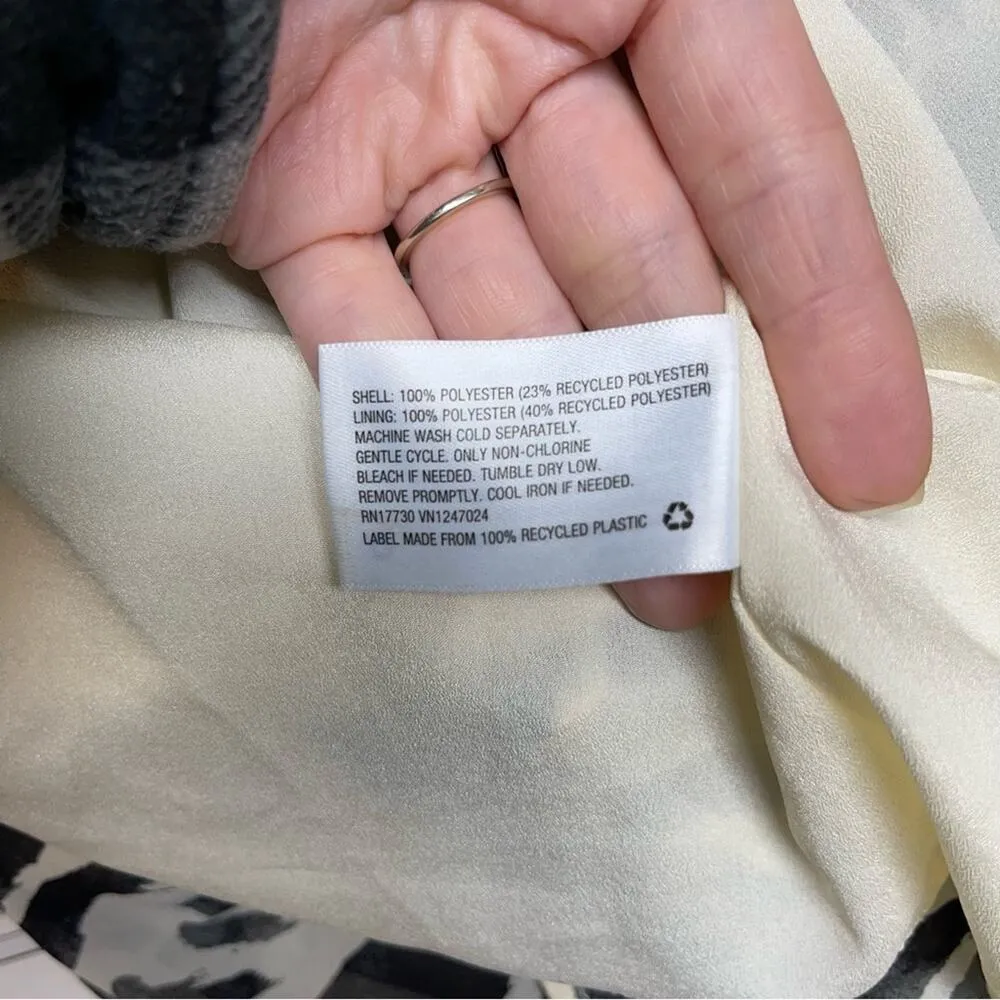 SHELL: 100% POLYESTER (23% RECYCLED POLYESTER)
LINING: 100% POLYESTER (40% RECYCLED POLYESTER)
MACHINE WASH COLD SEPARATELY.
GENTLE CYCLE. ONLY NON-CHLORINE
BLEACH IF NEEDED. TUMBLE DRY LOW.
REMOVE PROMPTLY. COOL IRON IF NEEDED.
RN17730 VN1247024
LABEL MADE FROM 100% RECYCLED PLASTIC